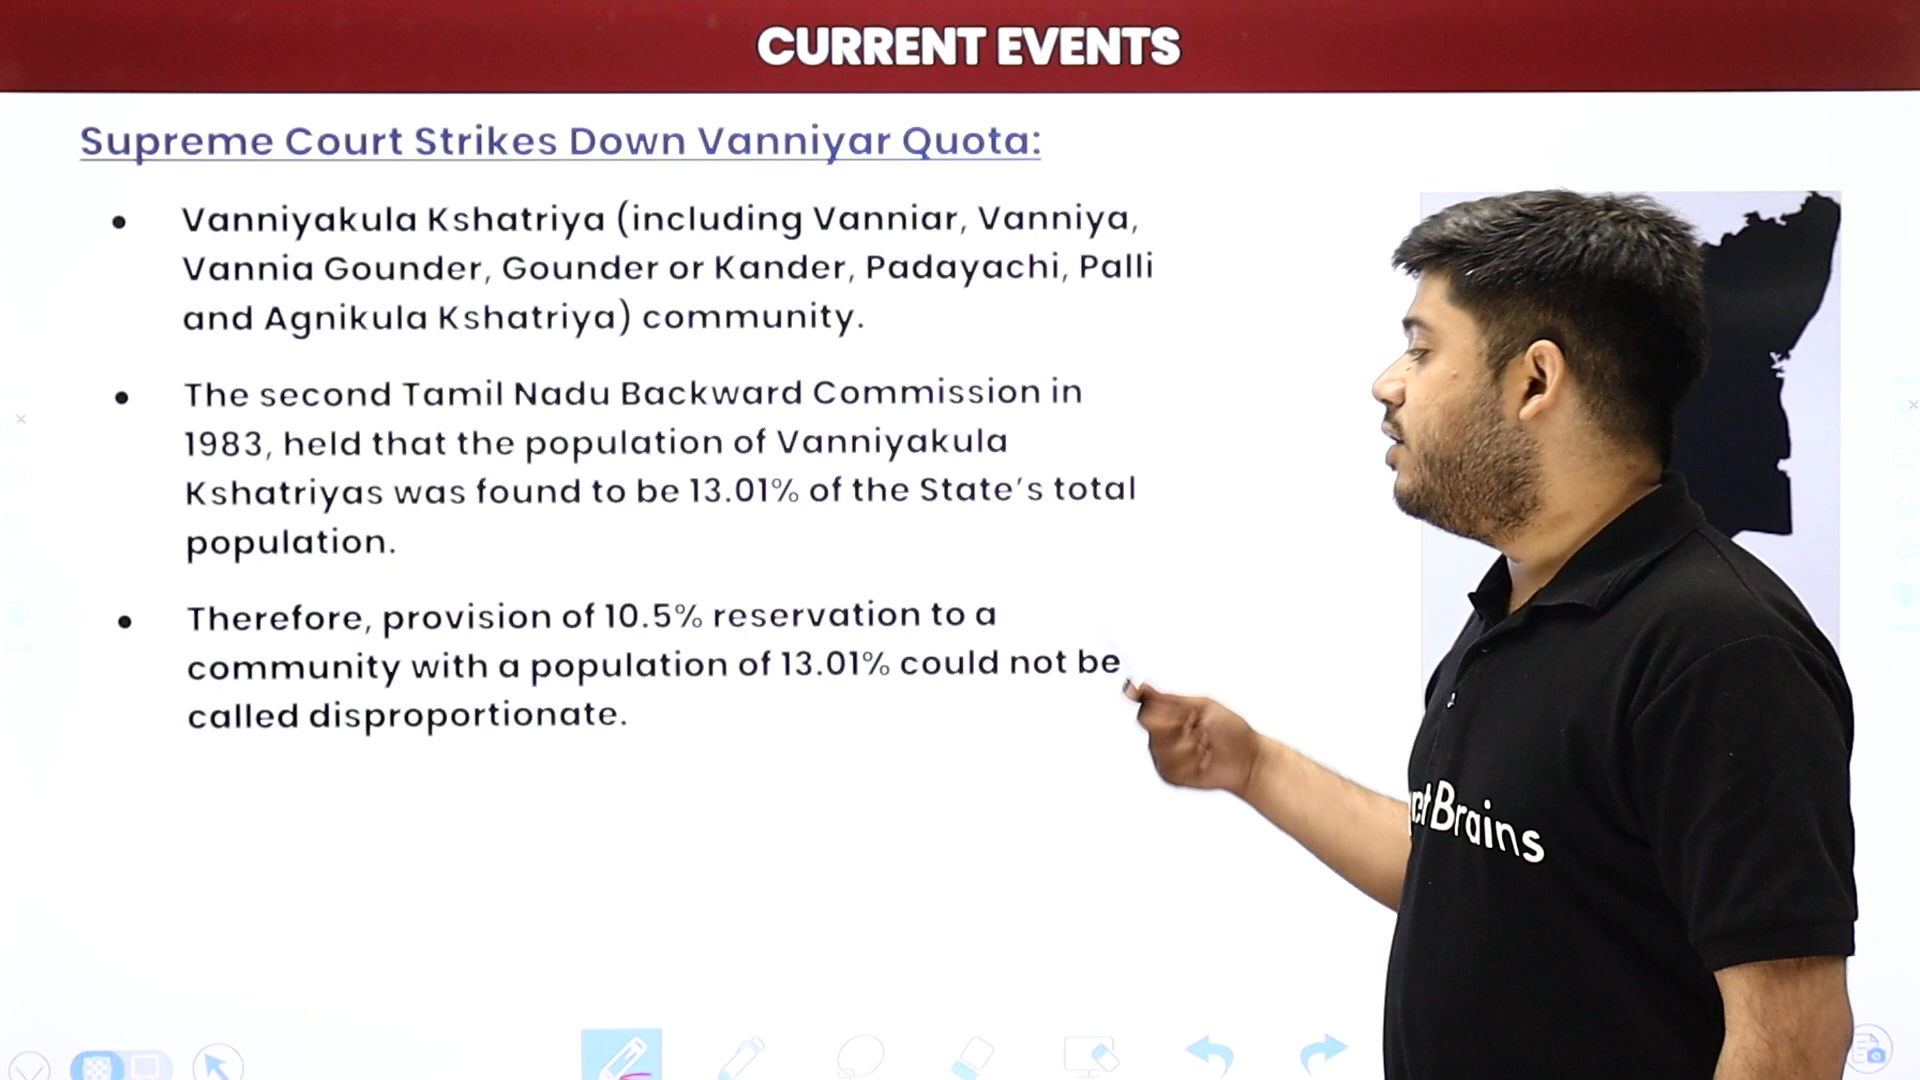 CURRENT EVENTS
Supreme Court Strikes Down Vanniyar Quota:
• Vanniyakula Kshatriya (including Vanniar, Vanniya,
Vannia Gounder, Gounder or Kander, Padayachi, Palli
and Agnikula Kshatriya) community.
• The second Tamil Nadu Backward Commission in
1983, held that the population of Vanniyakula
Kshatriyas was found to be 13.01% of the State's total
population.
• Therefore, provision of 10.5% reservation to a
community with a population of 13.01% could not be
called disproportionate.
Brains